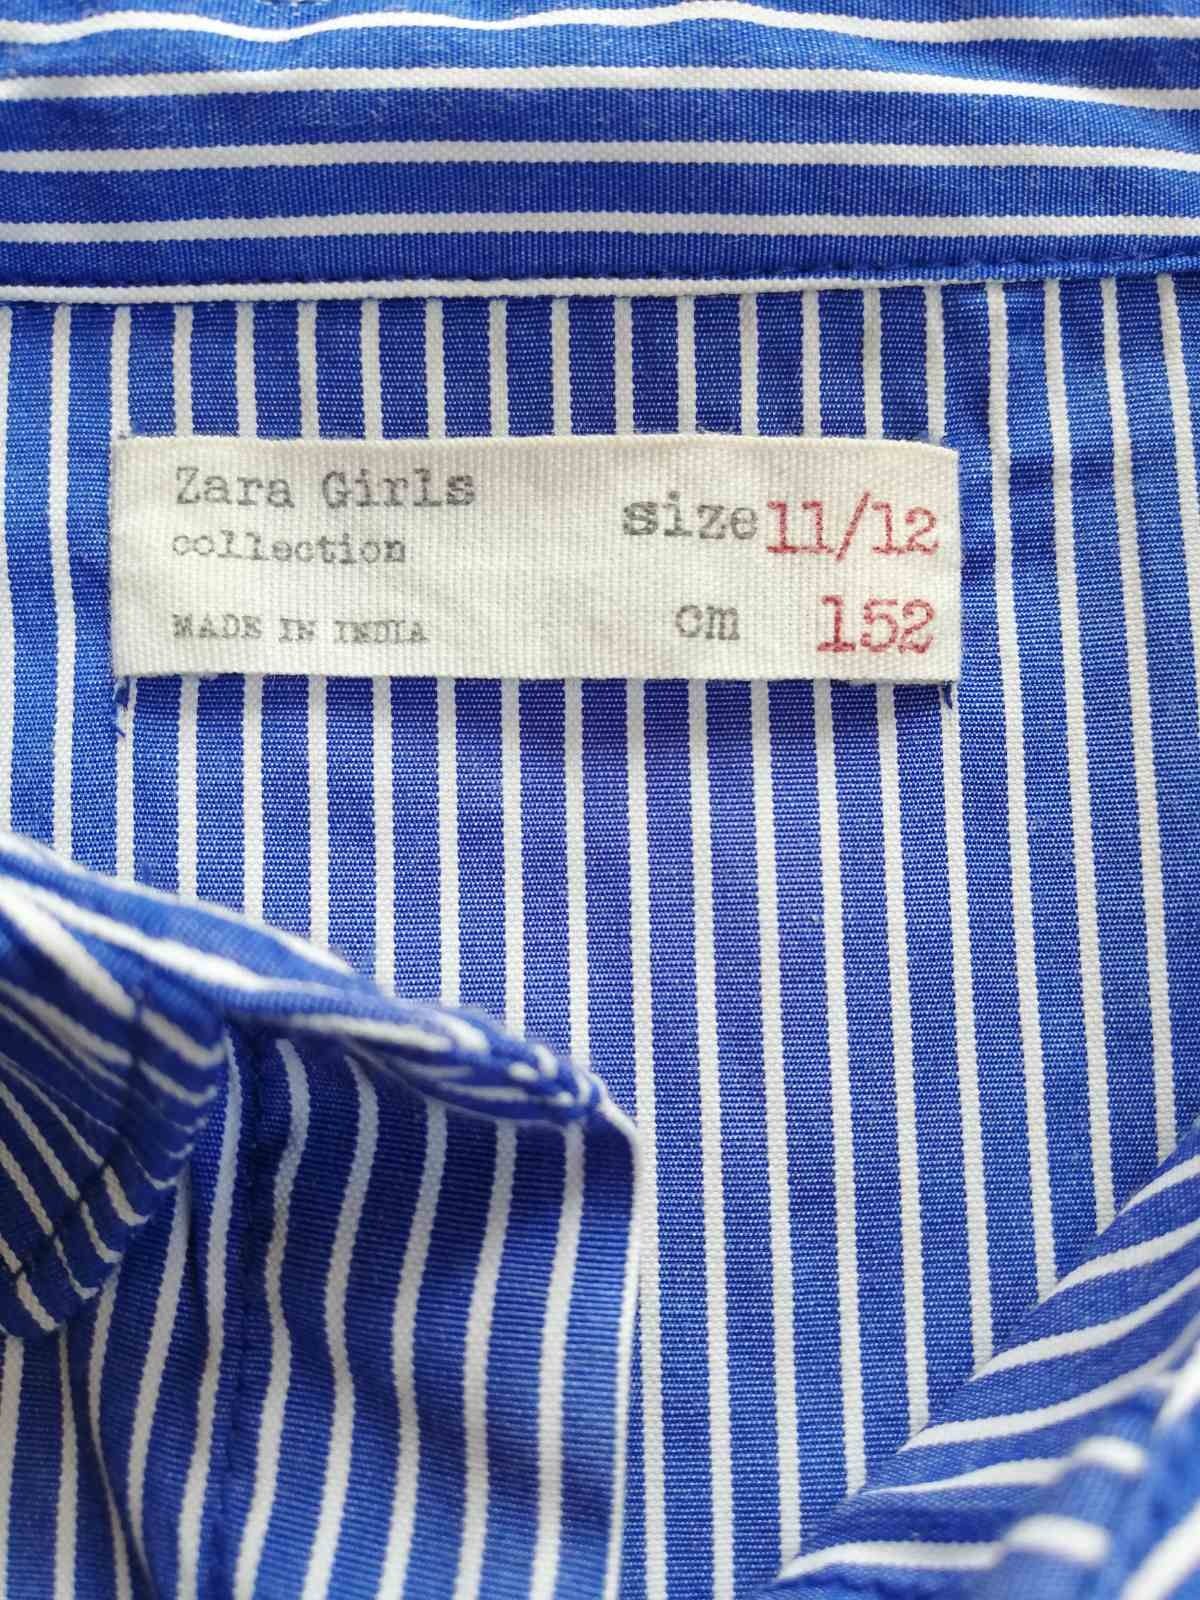 Zara Girls
collection
MADE IN INDIA
size 11/12
cm 152